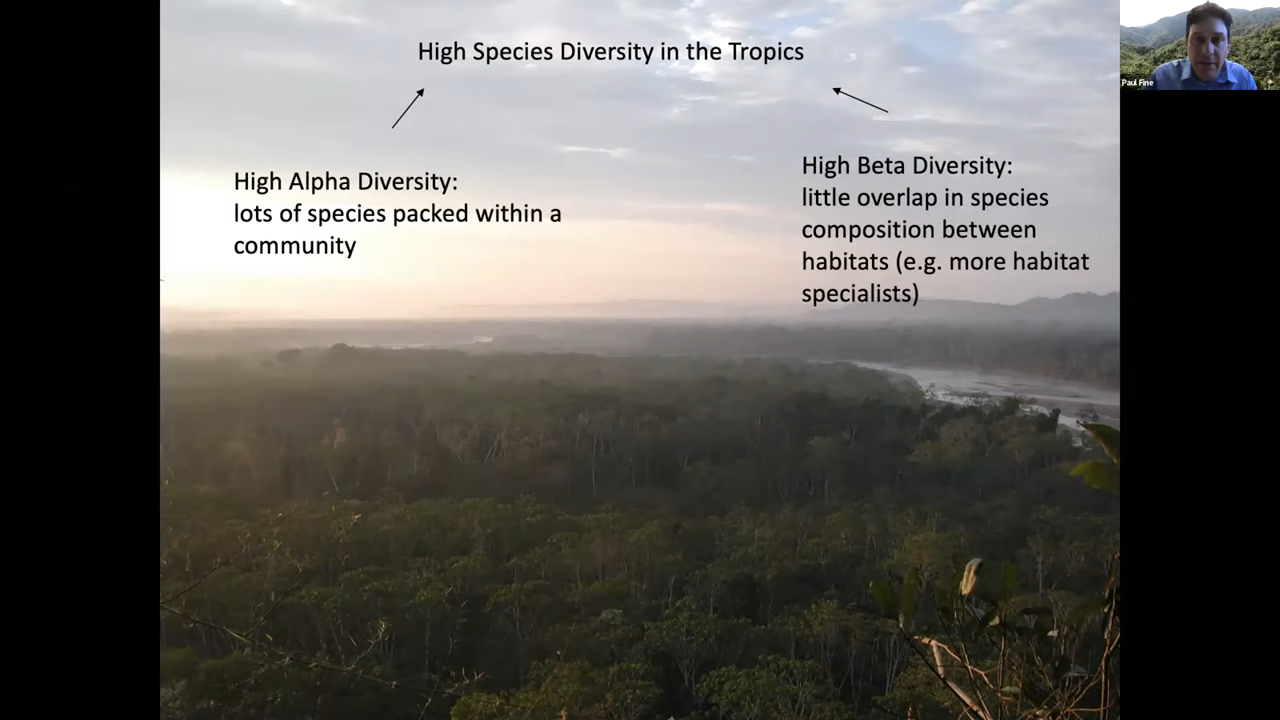 High Species Diversity in the Tropics
High Alpha Diversity:
lots of species packed within a
community
High Beta Diversity:
little overlap in species
composition between
habitats (e.g. more habitat
specialists)
Paul Fine